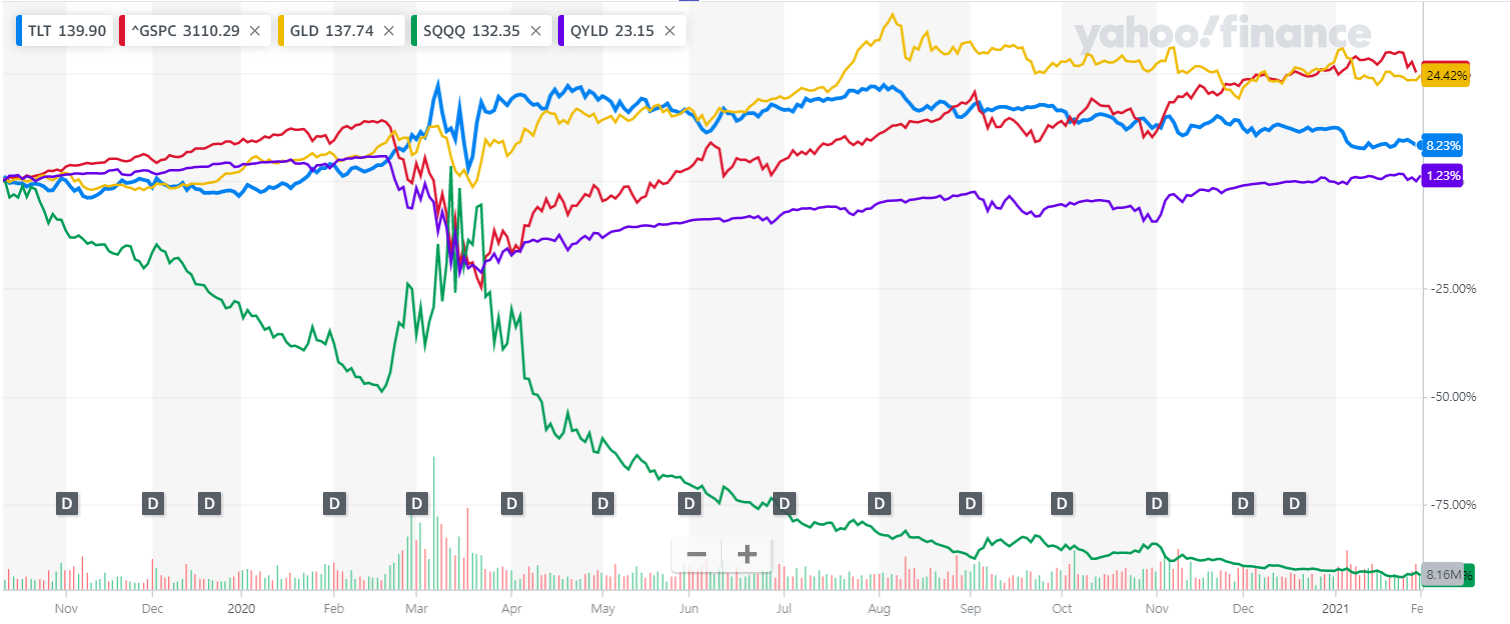 TLT 139.90 ^GSPC 3110.29 × GLD 137.74 × SQQQ 132.35 × QYLD 23.15 ×
yahoo!finance
24.42%
8.23%
1.23%
-25.00%
-50.00%
D D D D D D D D D D D D D D D
-75.00%
− +
8.16M %
Nov Dec 2020 Feb Mar Apr May Jun Jul Aug Sep Oct Nov Dec 2021 Fe